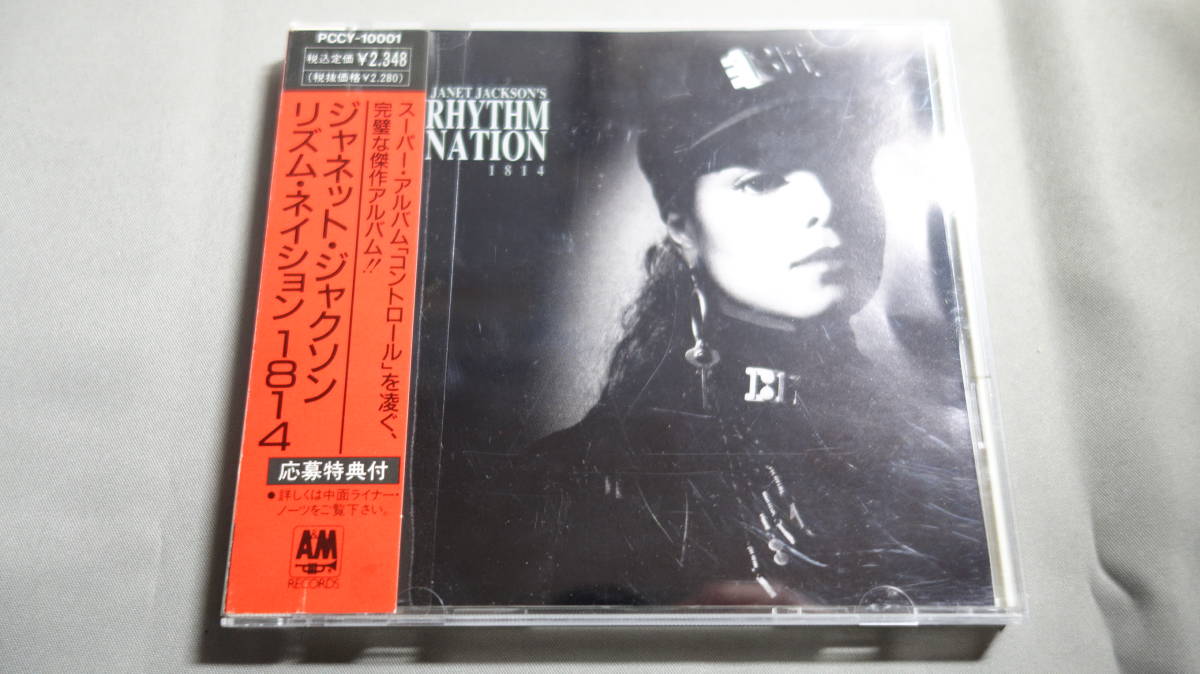 PCCY-10001
税込定価 ¥2.348
(税抜価格¥2.280)
スーパー・アルバム「コントロール」を凌ぐ、
完璧な傑作アルバム!!
ジャネット・ジャクソン
リズム・ネイション1814
応募特典付
●詳しくは中面ライナー・
ノーツをご覧下さい。
A&M
RECORDS
JANET JACKSON'S
RHYTHM
NATION
1814